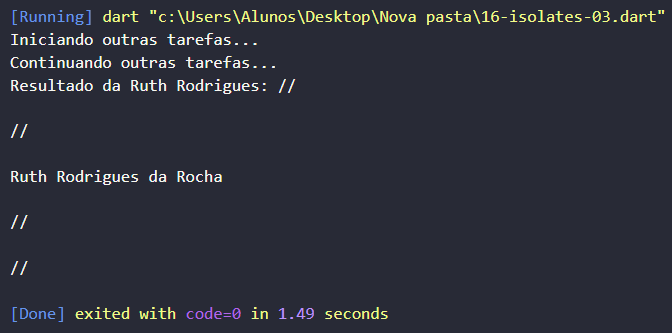 [Running] dart "c:\Users\Alunos\Desktop\Nova pasta\16-isolates-03.dart"
Iniciando outras tarefas...
Continuando outras tarefas...
Resultado da Ruth Rodrigues: //
//
Ruth Rodrigues da Rocha
//
//
[Done] exited with code=0 in 1.49 seconds